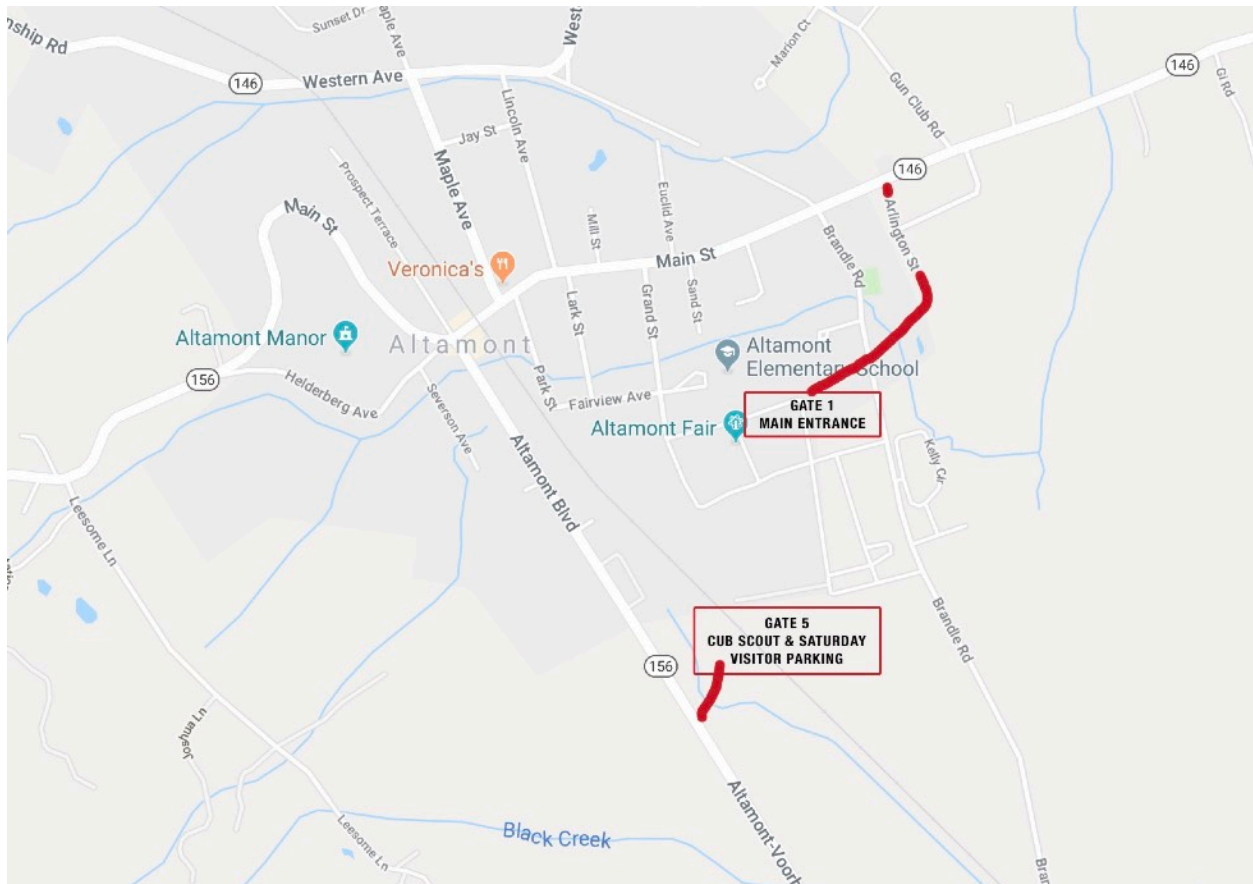 Sunset Dr
aple Ave
West
nship Rd
146
Western Ave
Marion Ct
Gun Club Rd
146
Gi Rd
Lincoln Ave
Jay St
Prospect Terrace
Maple Ave
Euclid Ave
146
Arlington St
Main St
Mill St
Main St
Brandle Rd
Veronica's
Sand St
Grand St
Lark St
Altamont Manor
Altamont
Altamont
Elementary School
156
Helderberg Ave
Severson Ave
Park St
Fairview Ave
GATE 1
MAIN ENTRANCE
Altamont Fair
Kelly Cir
Altamont Blvd
Leesome Ln
Brandle Rd
GATE 5
CUB SCOUT & SATURDAY
VISITOR PARKING
156
Joshua Ln
Altamont-Voorh
Leesome Ln
Black Creek
Bran